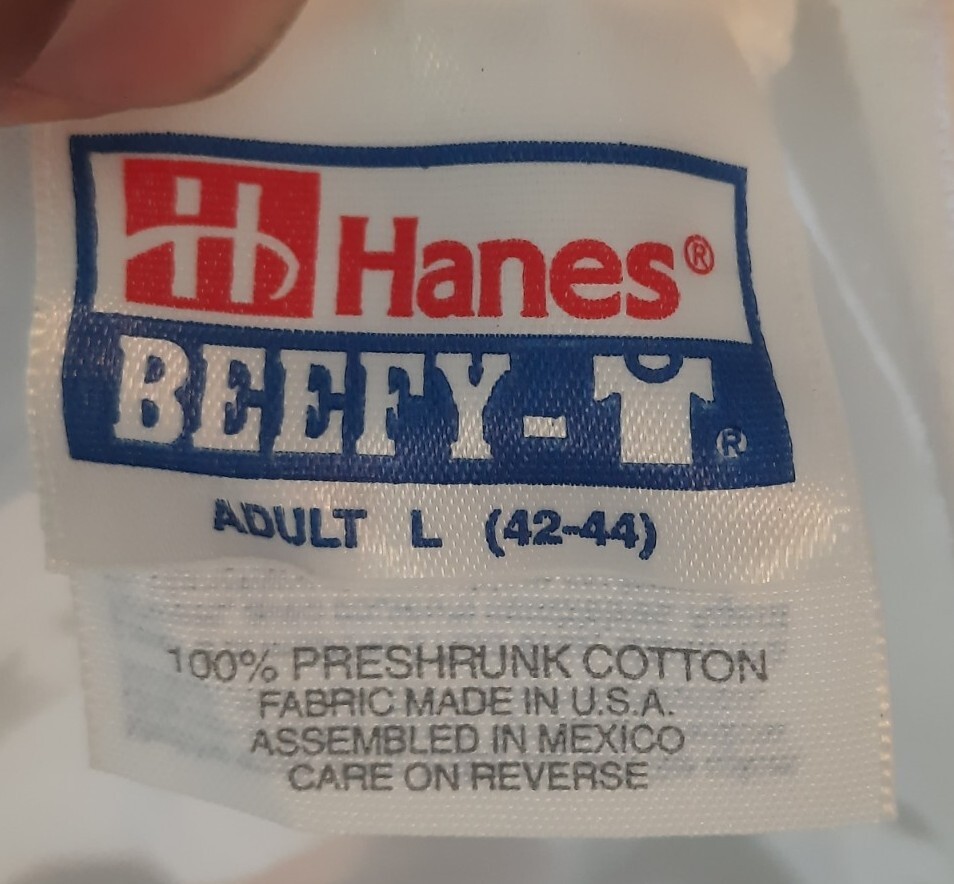 H Hanes®
BEEFY-T®
ADULT L (42-44)
100% PRESHRUNK COTTON
FABRIC MADE IN U.S.A.
ASSEMBLED IN MEXICO
CARE ON REVERSE